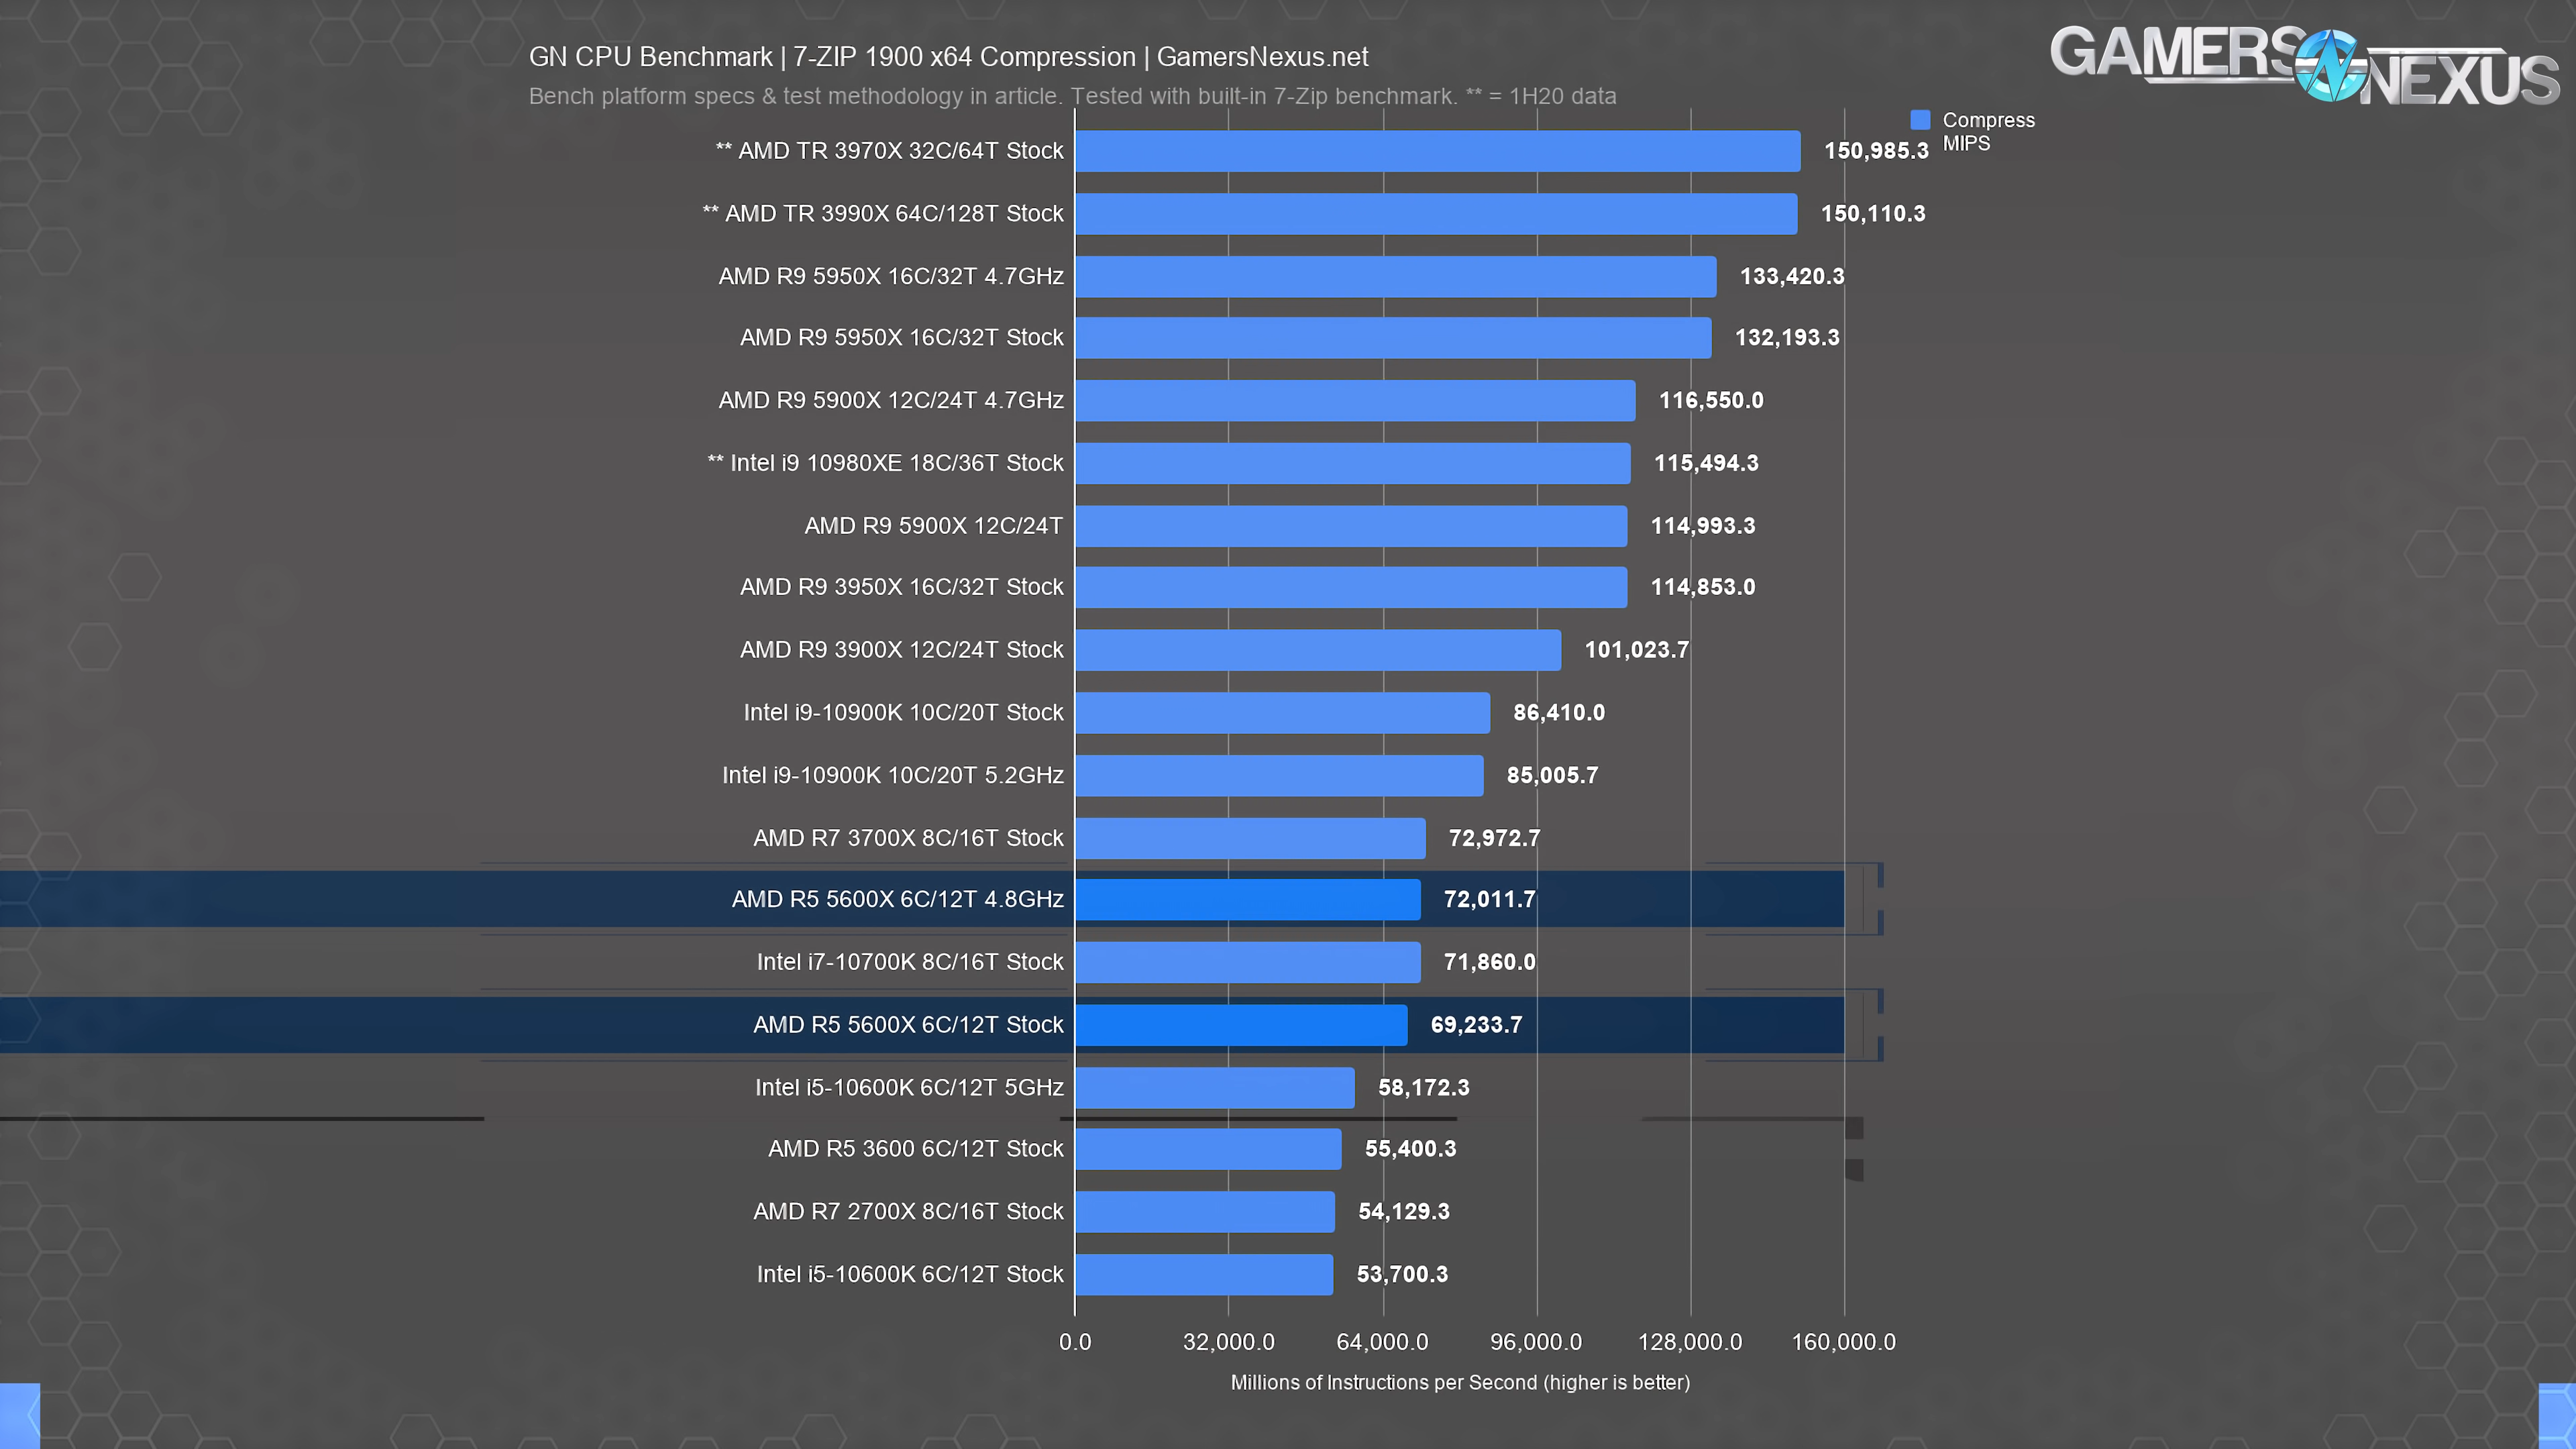 GAMERS NEXUS
GN CPU Benchmark | 7-ZIP 1900 x64 Compression | GamersNexus.net
Bench platform specs & test methodology in article. Tested with built-in 7-Zip benchmark. ** = 1H20 data
Compress
MIPS
** AMD TR 3970X 32C/64T Stock 150,985.3
** AMD TR 3990X 64C/128T Stock 150,110.3
AMD R9 5950X 16C/32T 4.7GHz 133,420.3
AMD R9 5950X 16C/32T Stock 132,193.3
AMD R9 5900X 12C/24T 4.7GHz 116,550.0
** Intel i9 10980XE 18C/36T Stock 115,494.3
AMD R9 5900X 12C/24T 114,993.3
AMD R9 3950X 16C/32T Stock 114,853.0
AMD R9 3900X 12C/24T Stock 101,023.7
Intel i9-10900K 10C/20T Stock 86,410.0
Intel i9-10900K 10C/20T 5.2GHz 85,005.7
AMD R7 3700X 8C/16T Stock 72,972.7
AMD R5 5600X 6C/12T 4.8GHz 72,011.7
Intel i7-10700K 8C/16T Stock 71,860.0
AMD R5 5600X 6C/12T Stock 69,233.7
Intel i5-10600K 6C/12T 5GHz 58,172.3
AMD R5 3600 6C/12T Stock 55,400.3
AMD R7 2700X 8C/16T Stock 54,129.3
Intel i5-10600K 6C/12T Stock 53,700.3
0.0 32,000.0 64,000.0 96,000.0 128,000.0 160,000.0
Millions of Instructions per Second (higher is better)